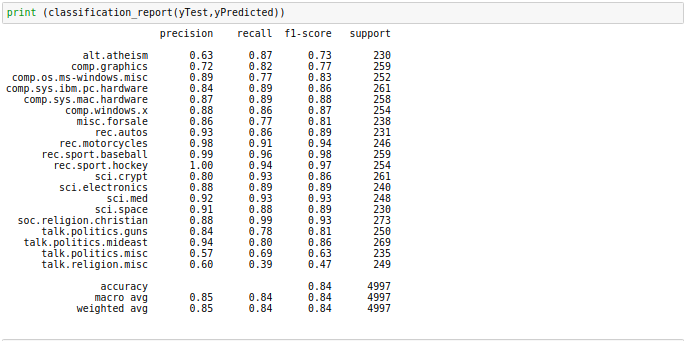 print (classification_report(yTest,yPredicted))
precision recall f1-score support
alt.atheism 0.63 0.87 0.73 230
comp.graphics 0.72 0.82 0.77 259
comp.os.ms-windows.misc 0.89 0.77 0.83 252
comp.sys.ibm.pc.hardware 0.84 0.89 0.86 261
comp.sys.mac.hardware 0.87 0.89 0.88 258
comp.windows.x 0.88 0.86 0.87 254
misc.forsale 0.86 0.77 0.81 238
rec.autos 0.93 0.86 0.89 231
rec.motorcycles 0.98 0.91 0.94 246
rec.sport.baseball 0.99 0.96 0.98 259
rec.sport.hockey 1.00 0.94 0.97 254
sci.crypt 0.80 0.93 0.86 261
sci.electronics 0.88 0.89 0.89 240
sci.med 0.92 0.93 0.93 248
sci.space 0.91 0.88 0.89 230
soc.religion.christian 0.88 0.99 0.93 273
talk.politics.guns 0.84 0.78 0.81 250
talk.politics.mideast 0.94 0.80 0.86 269
talk.politics.misc 0.57 0.69 0.63 235
talk.religion.misc 0.60 0.39 0.47 249
accuracy 0.84 4997
macro avg 0.85 0.84 0.84 4997
weighted avg 0.85 0.84 0.84 4997